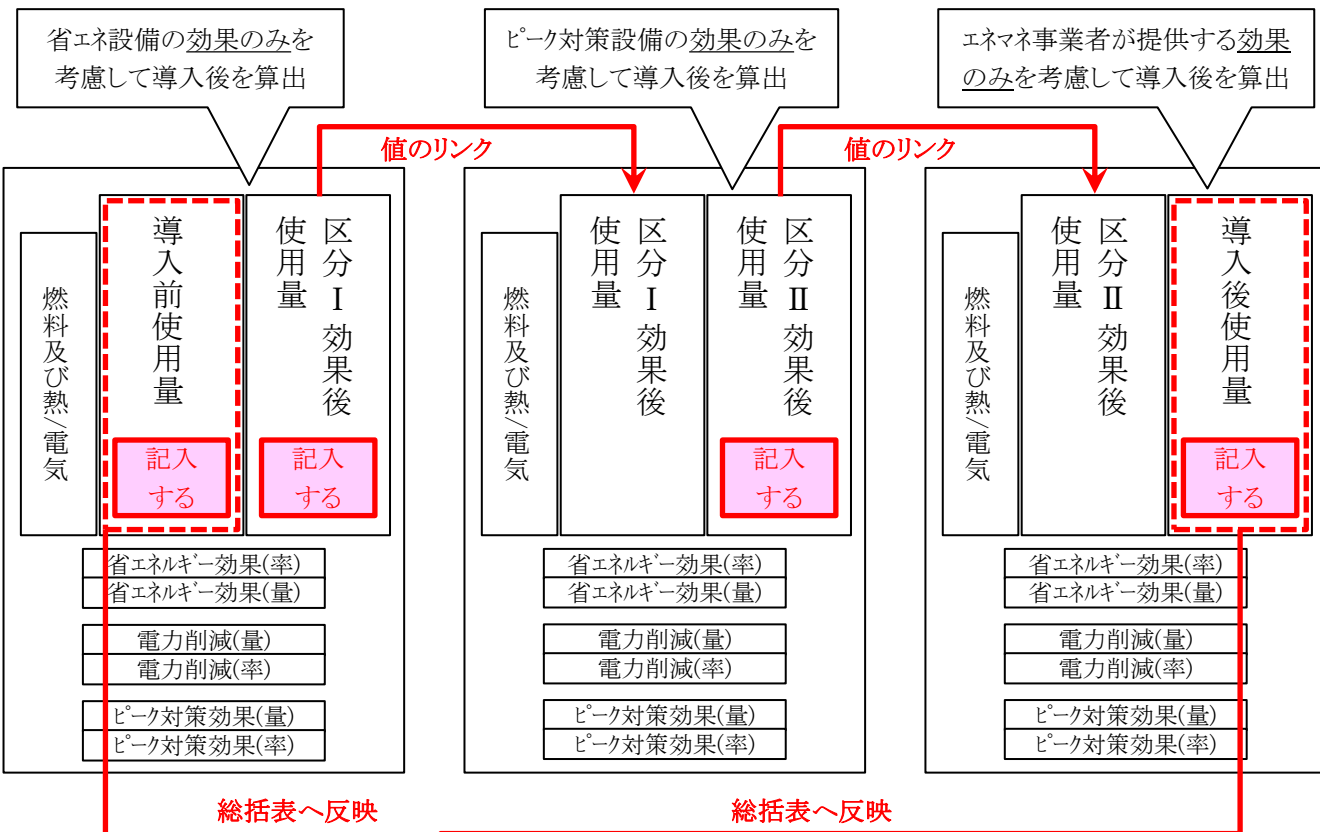 省エネ設備の効果のみを
考慮して導入後を算出
ピーク対策設備の効果のみを
考慮して導入後を算出
エネマネ事業者が提供する効果
のみを考慮して導入後を算出
値のリンク
値のリンク
燃料及び熱/電気
導入前使用量
記入
する
区分Ⅰ効果後
使用量
記入
する
省エネルギー効果(率)
省エネルギー効果(量)
電力削減(量)
電力削減(率)
ピーク対策効果(量)
ピーク対策効果(率)
燃料及び熱/電気
区分Ⅰ効果後
使用量
区分Ⅱ効果後
使用量
記入
する
省エネルギー効果(率)
省エネルギー効果(量)
電力削減(量)
電力削減(率)
ピーク対策効果(量)
ピーク対策効果(率)
燃料及び熱/電気
区分Ⅱ効果後
使用量
導入後使用量
記入
する
省エネルギー効果(率)
省エネルギー効果(量)
電力削減(量)
電力削減(率)
ピーク対策効果(量)
ピーク対策効果(率)
総括表へ反映
総括表へ反映